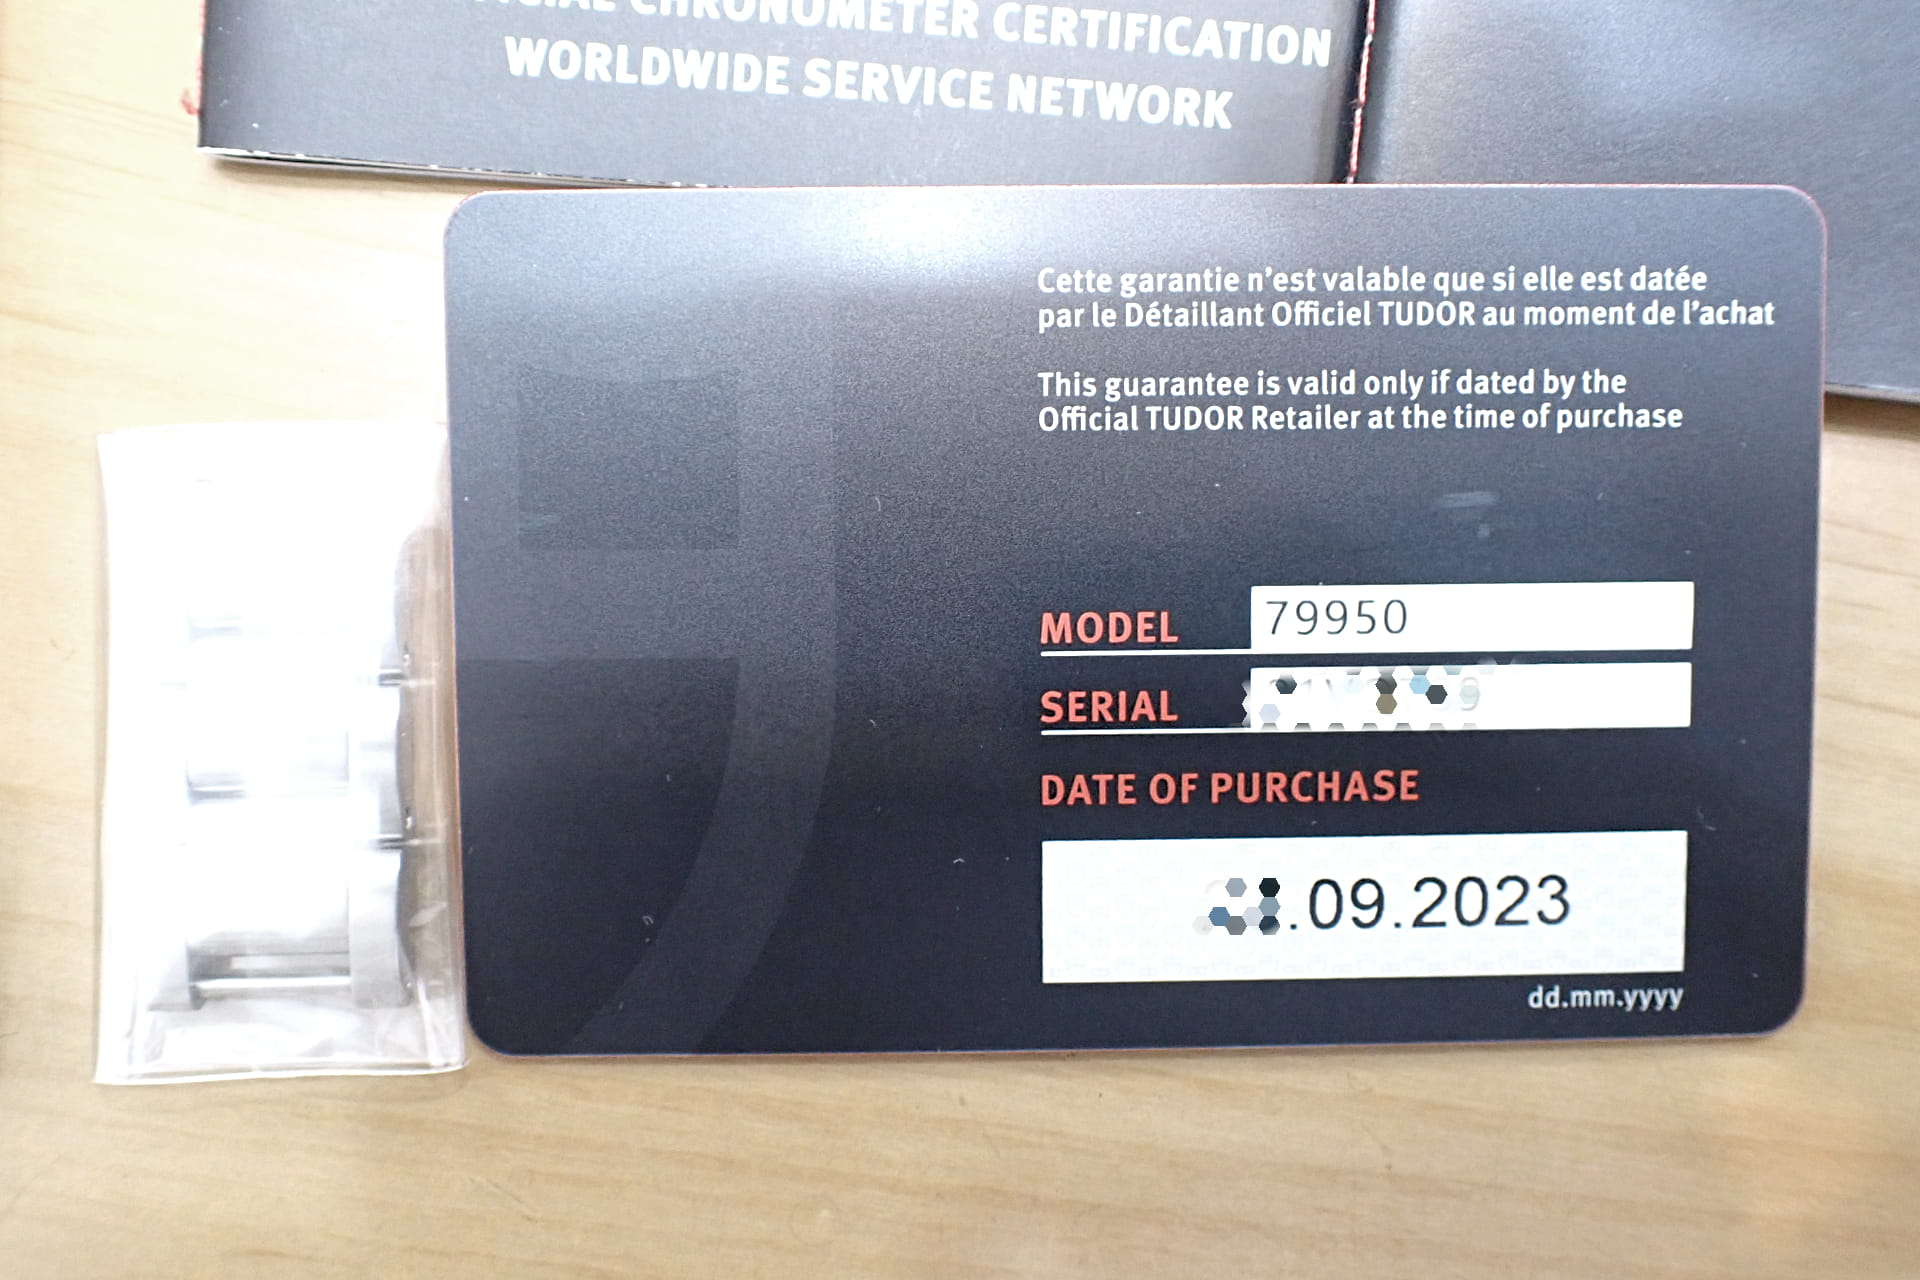 CHRONOMETER CERTIFICATION
WORLDWIDE SERVICE NETWORK
Cette garantie n'est valable que si elle est datée
par le Détaillant Officiel TUDOR au moment de l'achat
This guarantee is valid only if dated by the
Official TUDOR Retailer at the time of purchase
MODEL 79950
SERIAL
DATE OF PURCHASE
.09.2023
dd.mm.yyyy